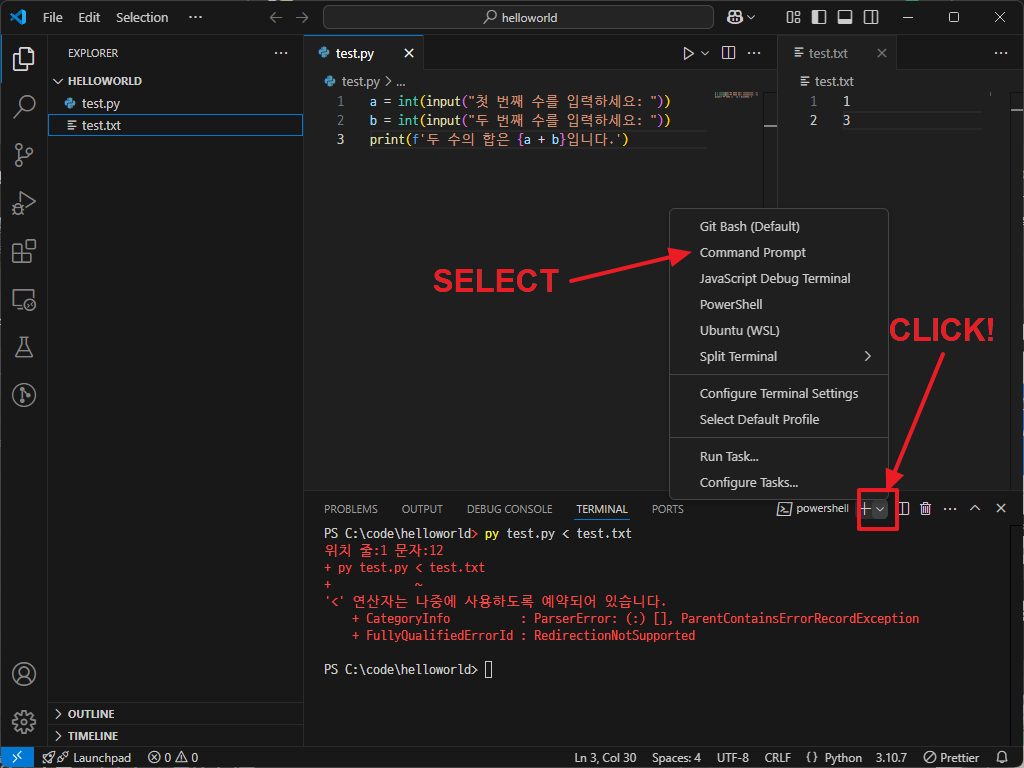 File Edit Selection ··· helloworld
EXPLORER ···
HELLOWORLD
test.py
test.txt
OUTLINE
TIMELINE
test.py
test.py > ...
1 a = int(input("첫 번째 수를 입력하세요: "))
2 b = int(input("두 번째 수를 입력하세요: "))
3 print(f'두 수의 합은 {a + b}입니다.')
test.txt
test.txt
1 1
2 3
Git Bash (Default)
Command Prompt
JavaScript Debug Terminal
PowerShell
Ubuntu (WSL)
Split Terminal
Configure Terminal Settings
Select Default Profile
Run Task...
Configure Tasks...
SELECT
CLICK!
PROBLEMS OUTPUT DEBUG CONSOLE TERMINAL PORTS powershell
PS C:\code\helloworld> py test.py < test.txt
위치 줄:1 문자:12
+ py test.py < test.txt
+ ~
'<' 연산자는 나중에 사용하도록 예약되어 있습니다.
+ CategoryInfo : ParserError: (:) [], ParentContainsErrorRecordException
+ FullyQualifiedErrorId : RedirectionNotSupported
PS C:\code\helloworld>
Launchpad 0 0 Ln 3, Col 30 Spaces: 4 UTF-8 CRLF {} Python 3.10.7 Prettier